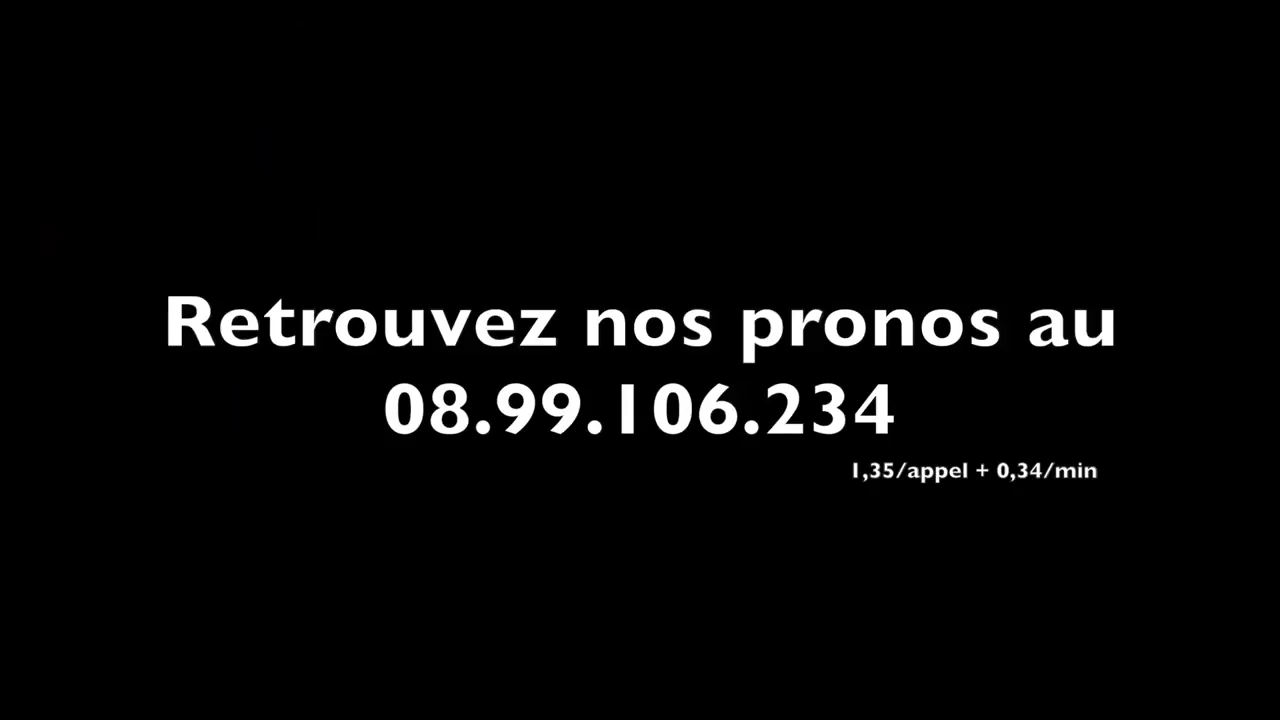 Retrouvez nos pronos au
08.99.106.234
1,35/appel + 0,34/min